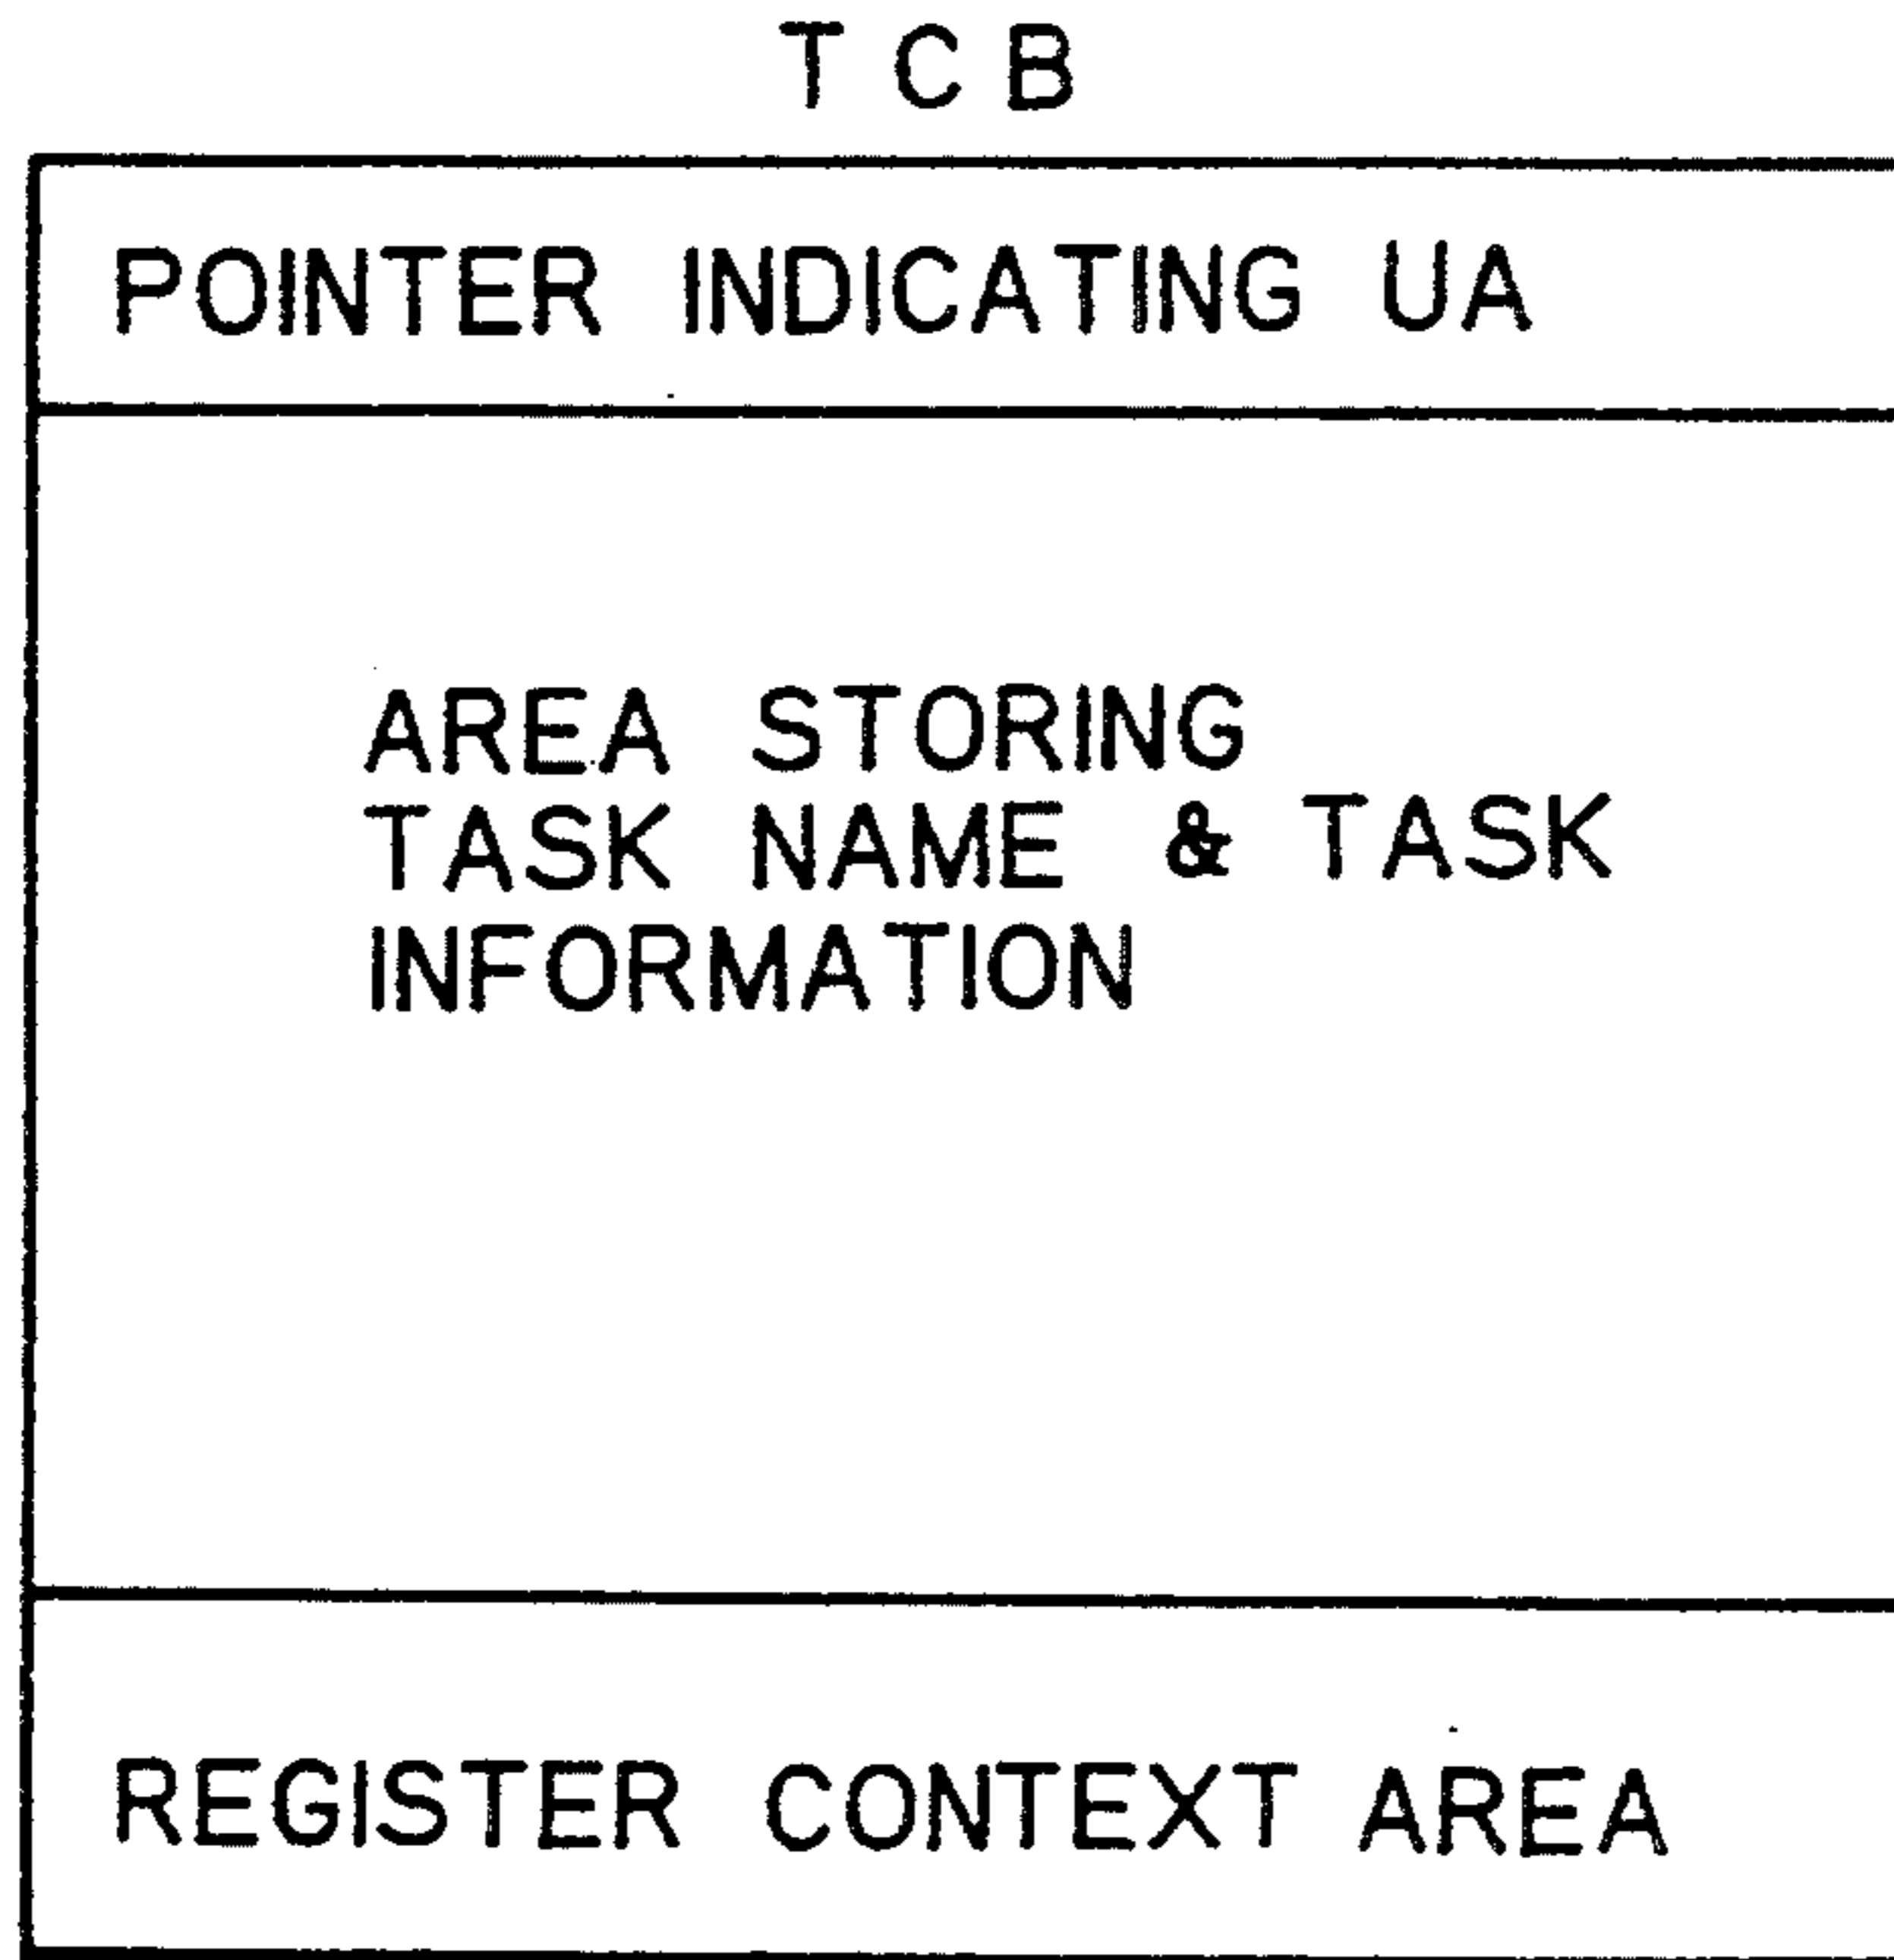 TCB
POINTER INDICATING UA
AREA STORING
TASK NAME & TASK
INFORMATION
REGISTER CONTEXT AREA